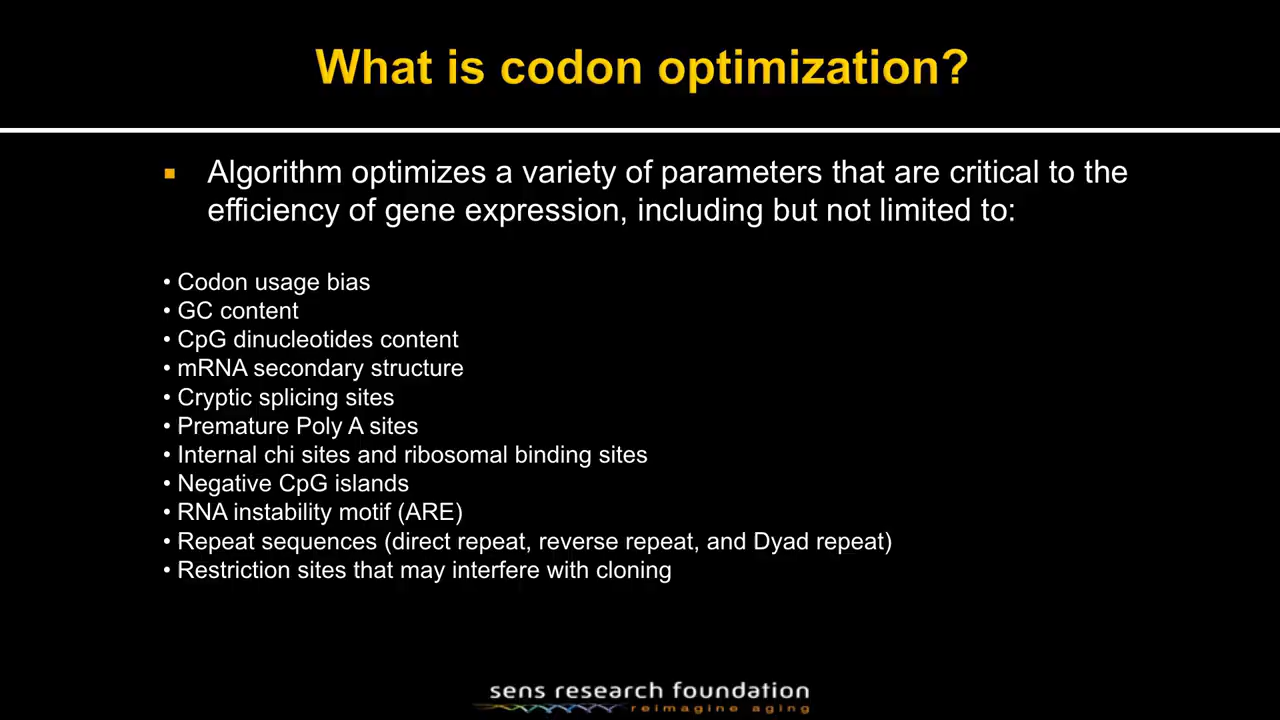 What is codon optimization?
▪ Algorithm optimizes a variety of parameters that are critical to the
efficiency of gene expression, including but not limited to:
• Codon usage bias
• GC content
• CpG dinucleotides content
• mRNA secondary structure
• Cryptic splicing sites
• Premature Poly A sites
• Internal chi sites and ribosomal binding sites
• Negative CpG islands
• RNA instability motif (ARE)
• Repeat sequences (direct repeat, reverse repeat, and Dyad repeat)
• Restriction sites that may interfere with cloning
sens research foundation
reimagine aging